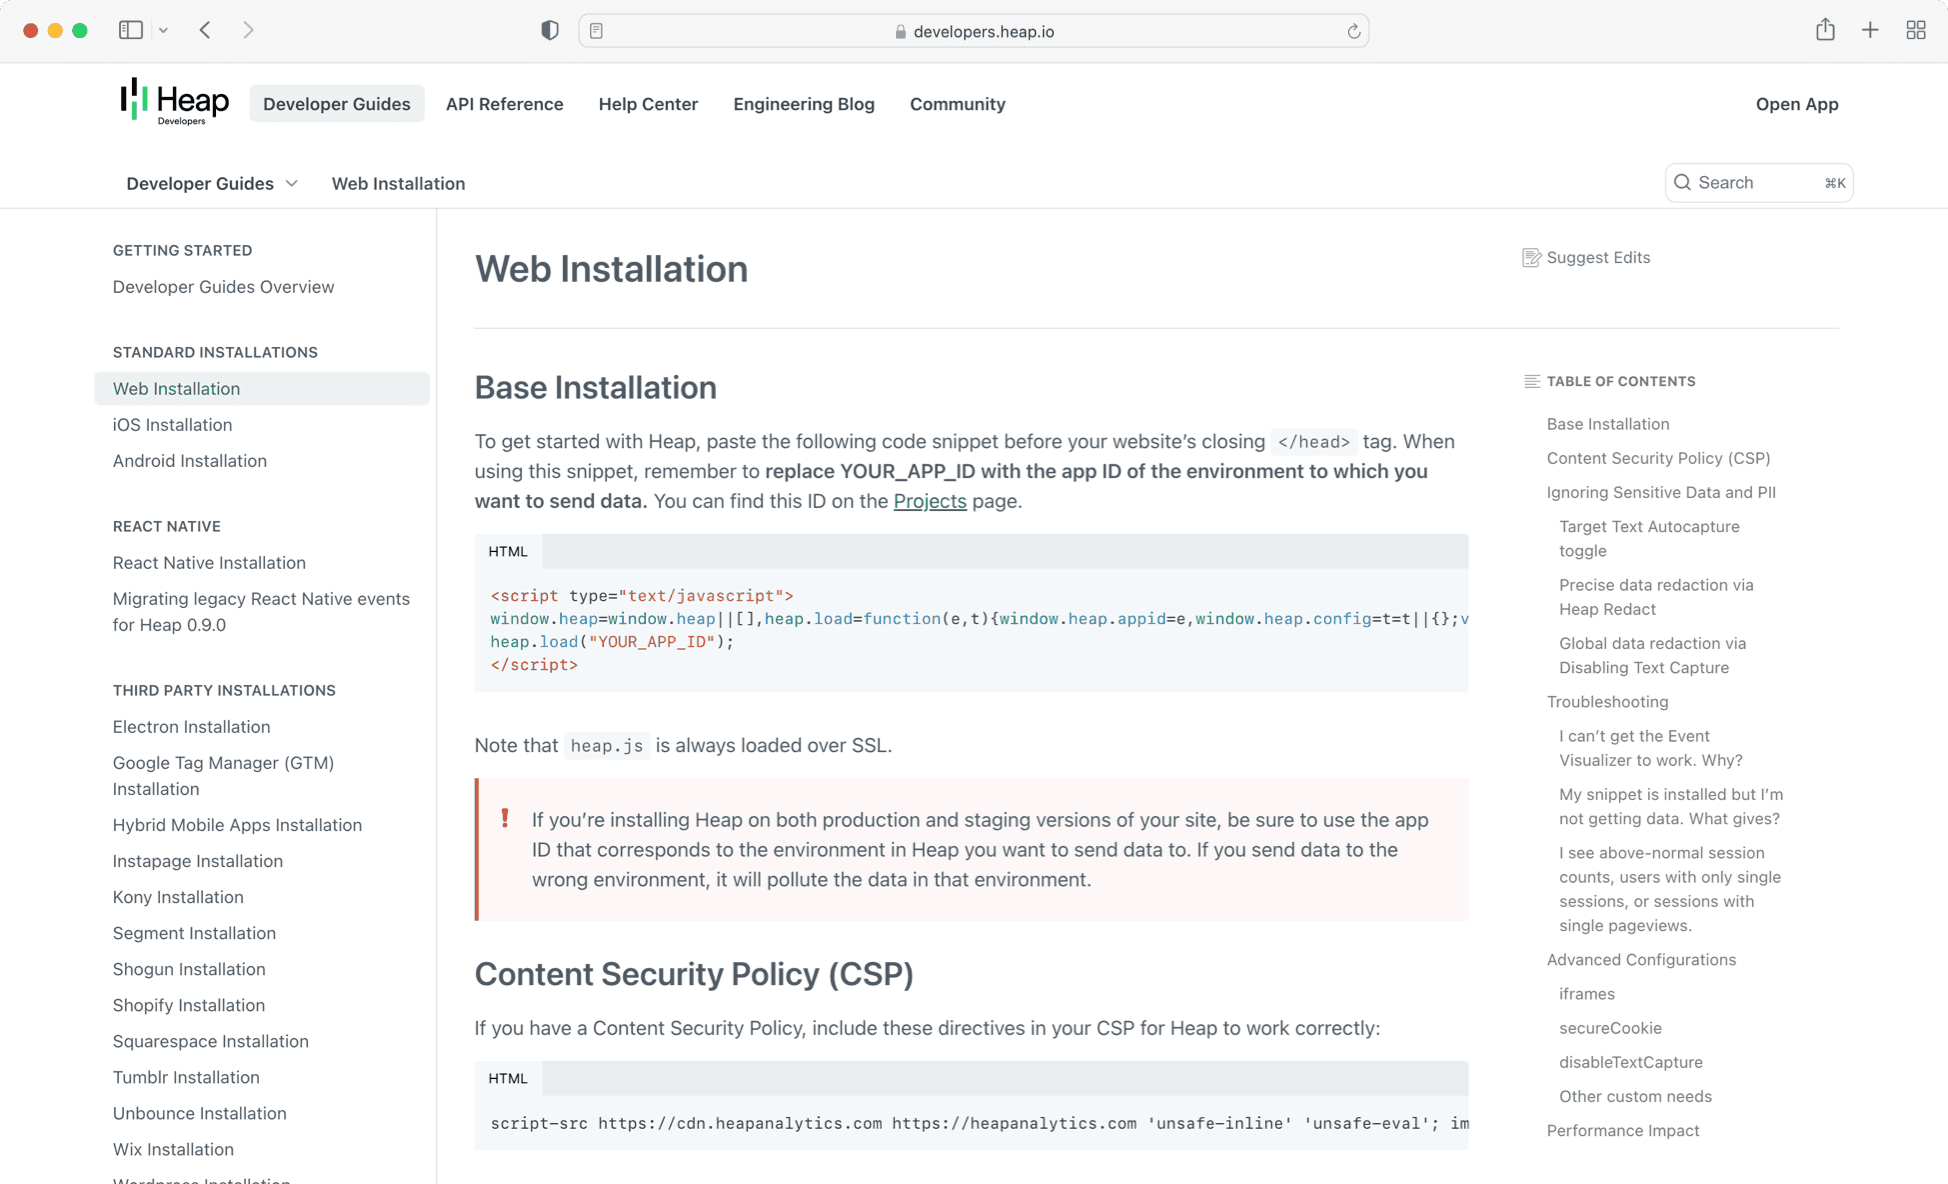 developers.heap.io
Heap
Developers
Developer Guides
API Reference
Help Center
Engineering Blog
Community
Open App
Developer Guides
Web Installation
Search
⌘K
GETTING STARTED
Developer Guides Overview
STANDARD INSTALLATIONS
Web Installation
iOS Installation
Android Installation
REACT NATIVE
React Native Installation
Migrating legacy React Native events
for Heap 0.9.0
THIRD PARTY INSTALLATIONS
Electron Installation
Google Tag Manager (GTM)
Installation
Hybrid Mobile Apps Installation
Instapage Installation
Kony Installation
Segment Installation
Shogun Installation
Shopify Installation
Squarespace Installation
Tumblr Installation
Unbounce Installation
Wix Installation
Wordpress Installation
Web Installation
Base Installation
To get started with Heap, paste the following code snippet before your website’s closing </head> tag. When
using this snippet, remember to replace YOUR_APP_ID with the app ID of the environment to which you
want to send data. You can find this ID on the Projects page.
HTML
<script type="text/javascript">
window.heap=window.heap||[],heap.load=function(e,t){window.heap.appid=e,window.heap.config=t=t||{};v
heap.load("YOUR_APP_ID");
</script>
Note that heap.js is always loaded over SSL.
! If you’re installing Heap on both production and staging versions of your site, be sure to use the app
ID that corresponds to the environment in Heap you want to send data to. If you send data to the
wrong environment, it will pollute the data in that environment.
Content Security Policy (CSP)
If you have a Content Security Policy, include these directives in your CSP for Heap to work correctly:
HTML
script-src https://cdn.heapanalytics.com https://heapanalytics.com 'unsafe-inline' 'unsafe-eval'; im
Suggest Edits
TABLE OF CONTENTS
Base Installation
Content Security Policy (CSP)
Ignoring Sensitive Data and PII
Target Text Autocapture
toggle
Precise data redaction via
Heap Redact
Global data redaction via
Disabling Text Capture
Troubleshooting
I can’t get the Event
Visualizer to work. Why?
My snippet is installed but I’m
not getting data. What gives?
I see above-normal session
counts, users with only single
sessions, or sessions with
single pageviews.
Advanced Configurations
iframes
secureCookie
disableTextCapture
Other custom needs
Performance Impact